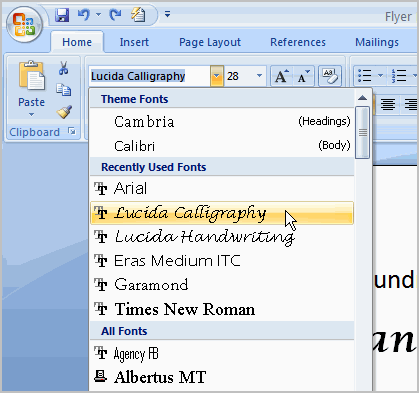 Flyer
Home Insert Page Layout References Mailings
Paste
Clipboard
Lucida Calligraphy 28
Theme Fonts
Cambria (Headings)
Calibri (Body)
Recently Used Fonts
Arial
Lucida Calligraphy
Lucida Handwriting
Eras Medium ITC
Garamond
Times New Roman
All Fonts
Agency FB
Albertus MT
und
an